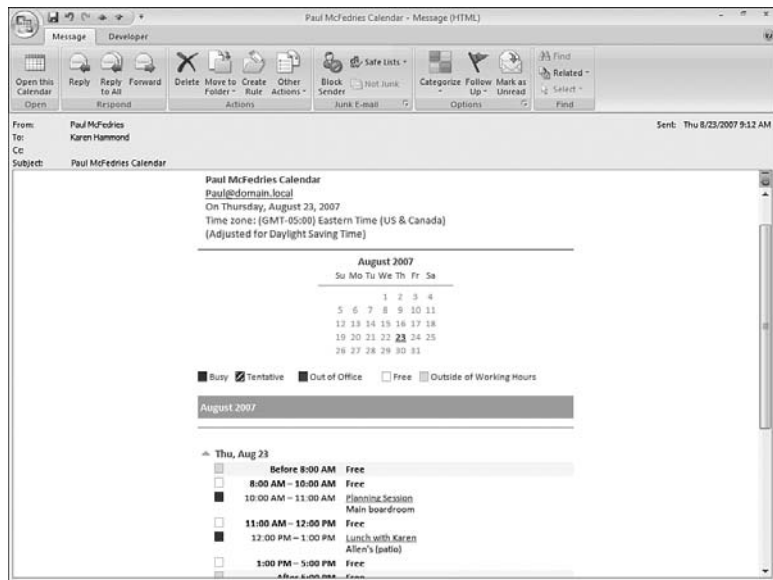 Paul McFedries Calendar - Message (HTML)
Message Developer
Open this Calendar
Reply
Reply to All
Forward
Delete
Move to Folder
Create Rule
Other Actions
Block Sender
Safe Lists
Not Junk
Categorize
Follow Up
Mark as Unread
Find
Related
Select
Open Respond Actions Junk E-mail Options Find
From: Paul McFedries Sent: Thu 8/23/2007 9:12 AM
To: Karen Hammond
Cc:
Subject: Paul McFedries Calendar
Paul McFedries Calendar
Paul@domain.local
On Thursday, August 23, 2007
Time zone: (GMT-05:00) Eastern Time (US & Canada)
(Adjusted for Daylight Saving Time)
August 2007
Su Mo Tu We Th Fr Sa
1 2 3 4
5 6 7 8 9 10 11
12 13 14 15 16 17 18
19 20 21 22 23 24 25
26 27 28 29 30 31
Busy Tentative Out of Office Free Outside of Working Hours
August 2007
Thu, Aug 23
Before 8:00 AM Free
8:00 AM – 10:00 AM Free
10:00 AM – 11:00 AM Planning Session
Main boardroom
11:00 AM – 12:00 PM Free
12:00 PM – 1:00 PM Lunch with Karen
Allen's (patio)
1:00 PM – 5:00 PM Free
After 5:00 PM Free